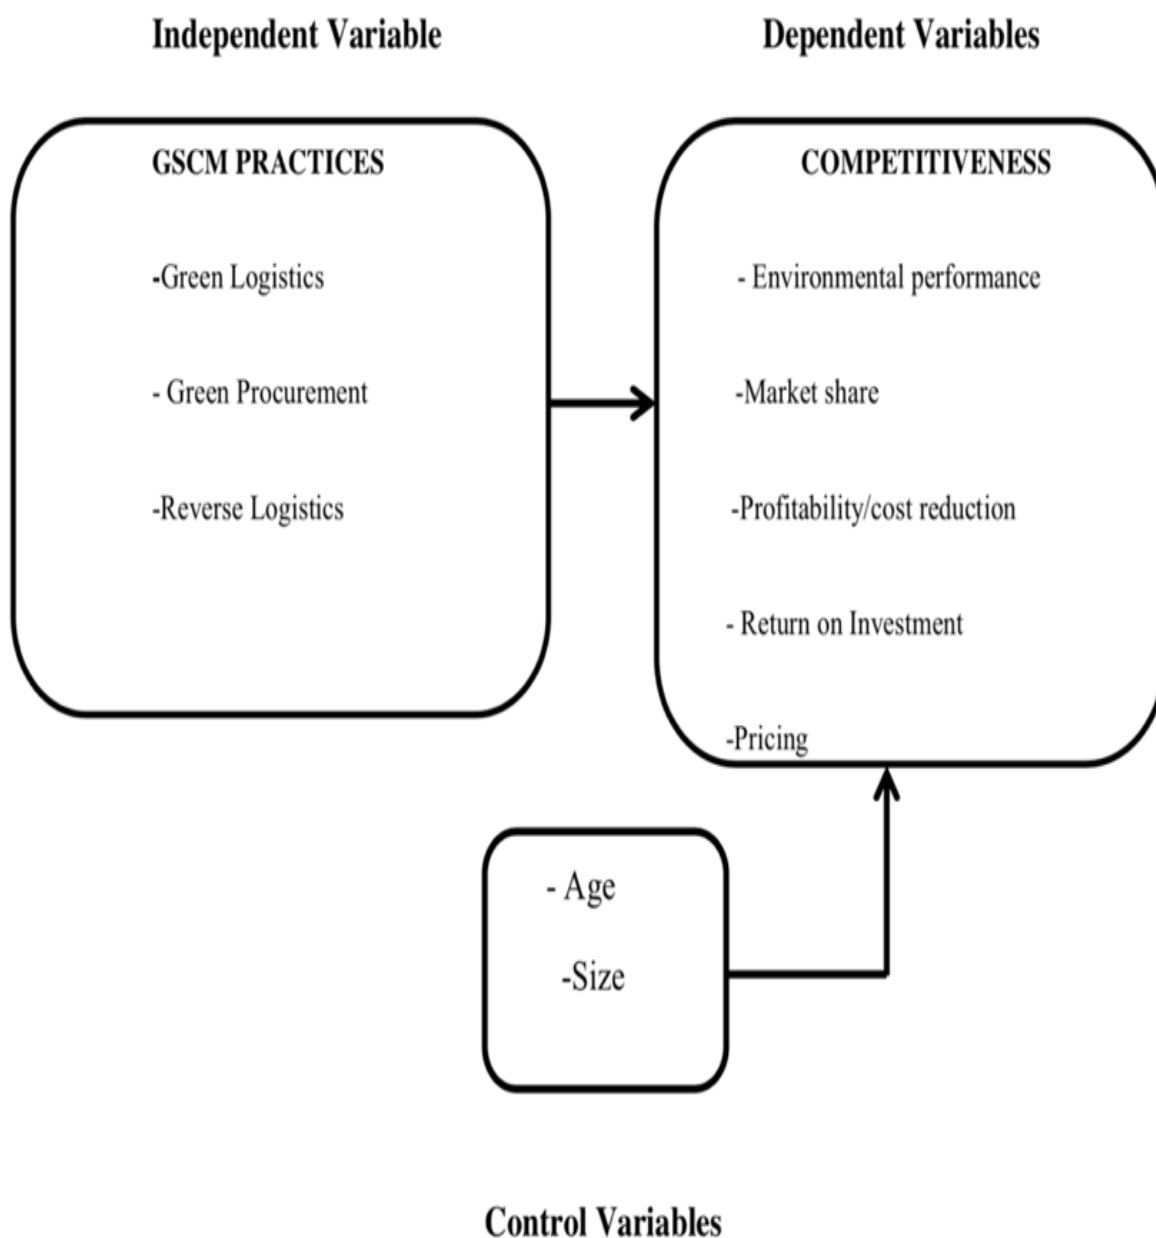 Independent Variable
Dependent Variables
GSCM PRACTICES
-Green Logistics
- Green Procurement
-Reverse Logistics
COMPETITIVENESS
- Environmental performance
-Market share
-Profitability/cost reduction
- Return on Investment
-Pricing
- Age
-Size
Control Variables